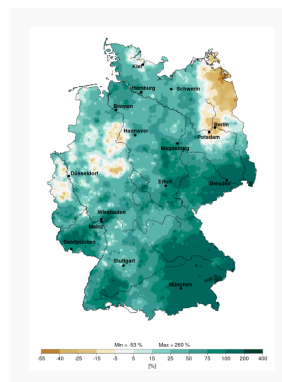 Kiel
Hamburg
Schwerin
Bremen
Berlin
Hannover
Potsdam
Magdeburg
Düsseldorf
Erfurt
Dresden
Wiesbaden
Mainz
Saarbrücken
Stuttgart
München
Min = -53 % Max = 260 %
-55 -40 -25 -15 -5 5 15 25 50 75 100 200 400
[%]